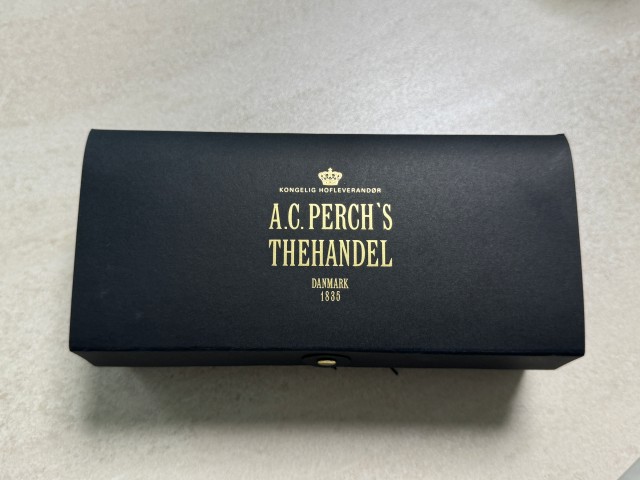 KONGELIG HOFLEVERANDØR
A.C. PERCH`S
THEHANDEL
DANMARK
1835